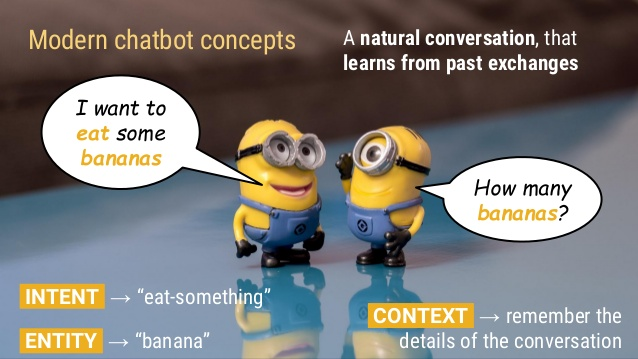 Modern chatbot concepts
A natural conversation, that
learns from past exchanges
I want to
eat some
bananas
How many
bananas?
INTENT → “eat-something”
ENTITY → “banana”
CONTEXT → remember the
details of the conversation